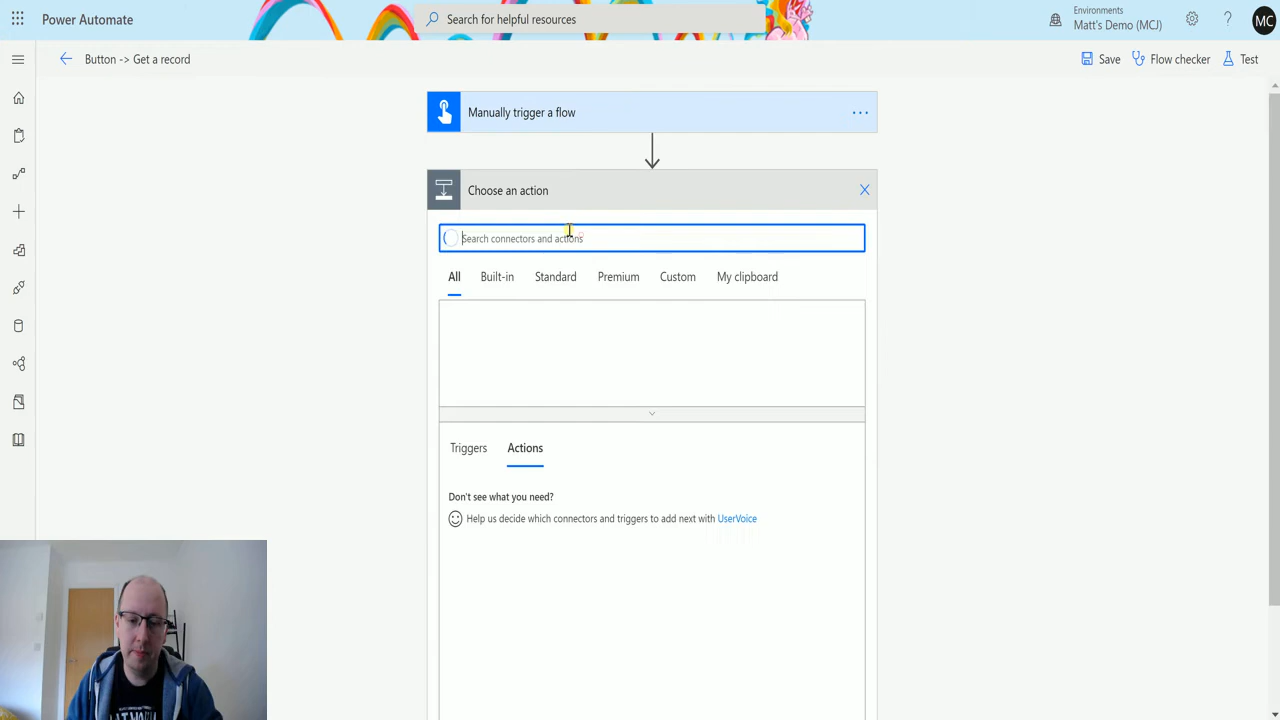 Power Automate
Search for helpful resources
Environments
Matt's Demo (MCJ)
MC
Button -> Get a record
Save
Flow checker
Test
Manually trigger a flow
Choose an action
Search connectors and actions
All
Built-in
Standard
Premium
Custom
My clipboard
Triggers
Actions
Don't see what you need?
Help us decide which connectors and triggers to add next with UserVoice